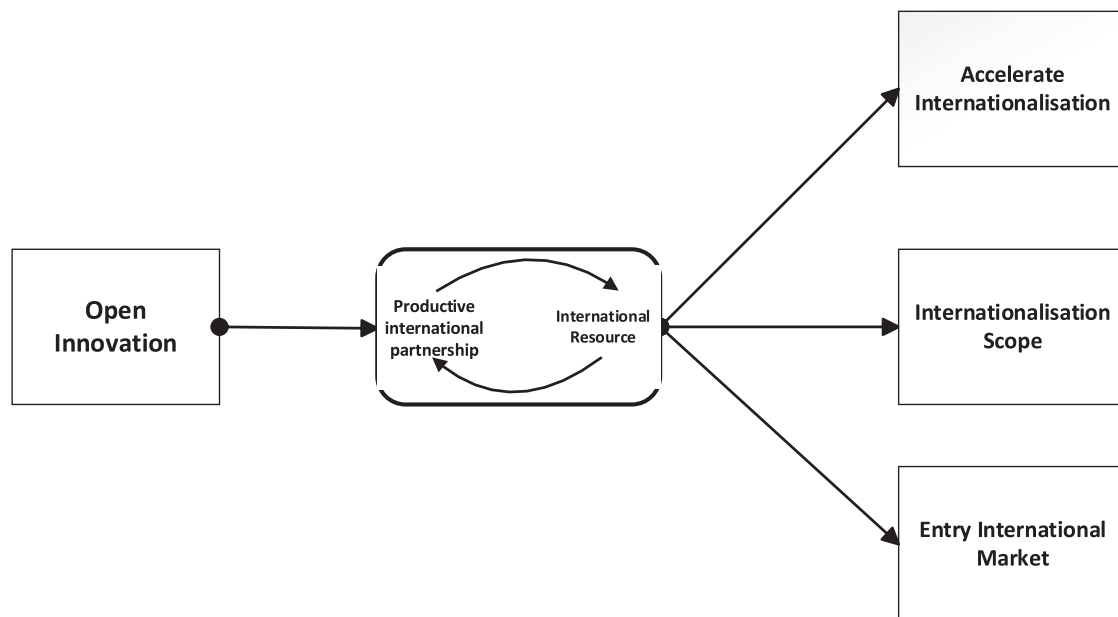 Open
Innovation
Productive
international
partnership
International
Resource
Accelerate
Internationalisation
Internationalisation
Scope
Entry International
Market